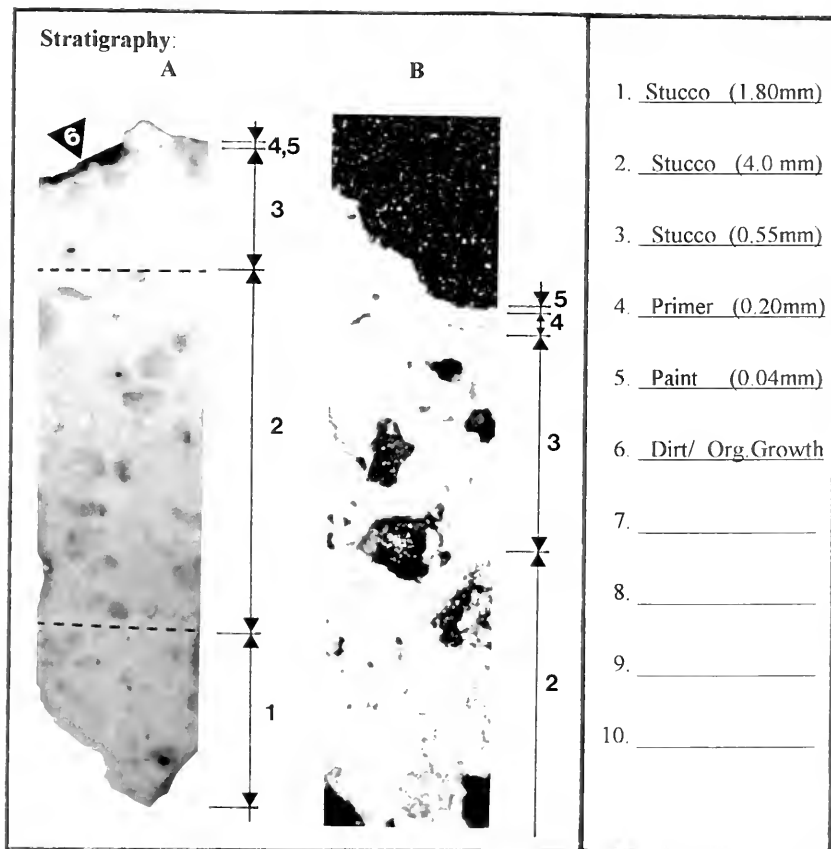 Stratigraphy:
A
B
6
4,5
3
2
1
5
4
3
2
1. Stucco (1.80mm)
2. Stucco (4.0 mm)
3. Stucco (0.55mm)
4. Primer (0.20mm)
5. Paint (0.04mm)
6. Dirt/ Org.Growth
7.
8.
9.
10.